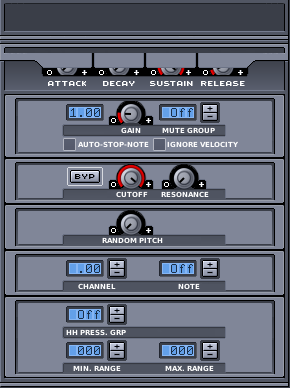 ATTACK DECAY SUSTAIN RELEASE
1.00 Off
GAIN MUTE GROUP
AUTO-STOP-NOTE IGNORE VELOCITY
BYP
CUTOFF RESONANCE
RANDOM PITCH
.00 Off
CHANNEL NOTE
Off
HH PRESS. GRP
000 000
MIN. RANGE MAX. RANGE